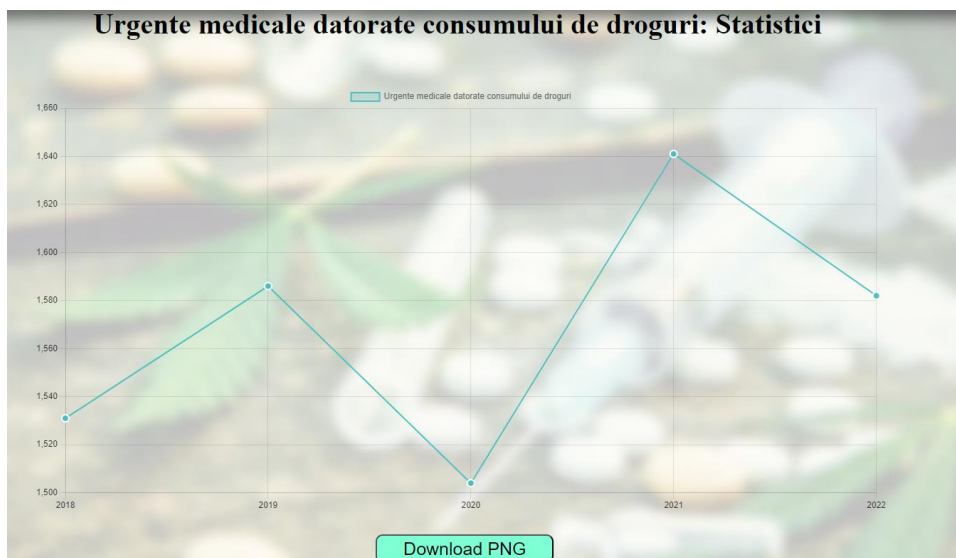 Urgente medicale datorate consumului de droguri: Statistici
Urgente medicale datorate consumului de droguri
1,660
1,640
1,620
1,600
1,580
1,560
1,540
1,520
1,500
2018 2019 2020 2021 2022
Download PNG